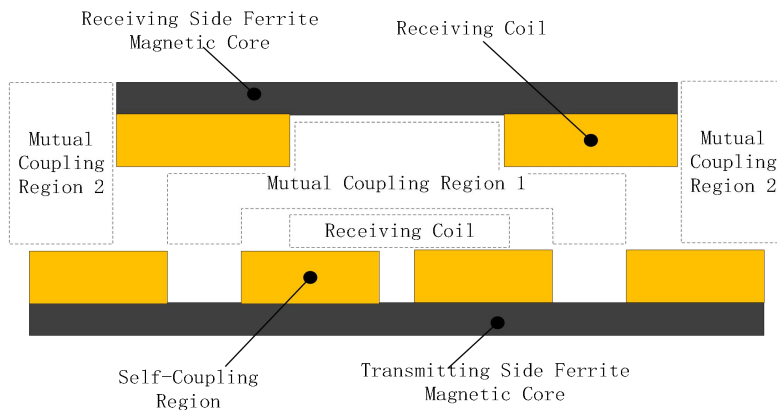 Receiving Side Ferrite
Magnetic Core
Receiving Coil
Mutual
Coupling
Region 2
Mutual
Coupling
Region 2
Mutual Coupling Region 1
Receiving Coil
Self-Coupling
Region
Transmitting Side Ferrite
Magnetic Core